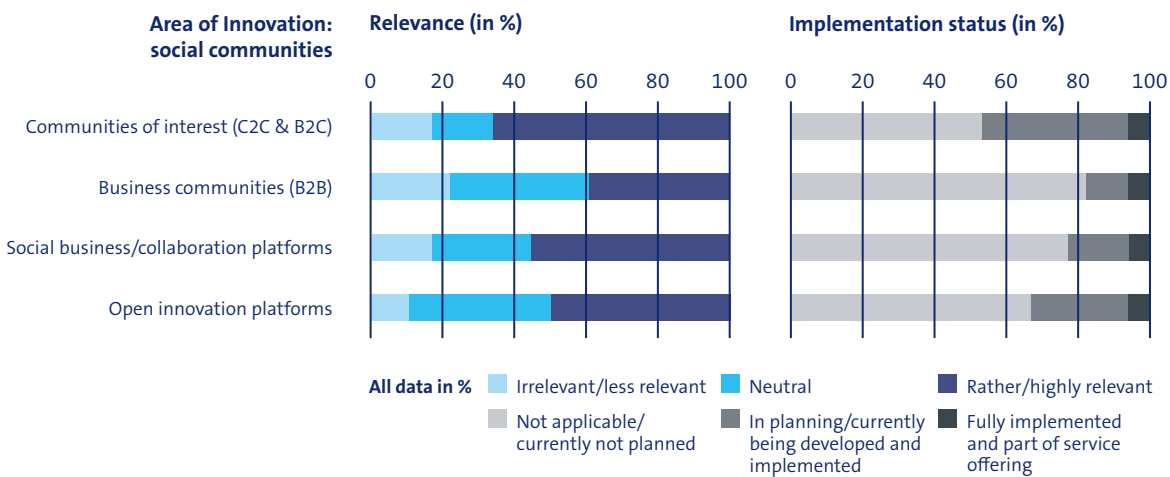 Area of Innovation:
social communities
Relevance (in %)
Implementation status (in %)
0 20 40 60 80 100
0 20 40 60 80 100
Communities of interest (C2C & B2C)
Business communities (B2B)
Social business/collaboration platforms
Open innovation platforms
All data in %
Irrelevant/less relevant
Neutral
Rather/highly relevant
Not applicable/
currently not planned
In planning/currently
being developed and
implemented
Fully implemented
and part of service
offering